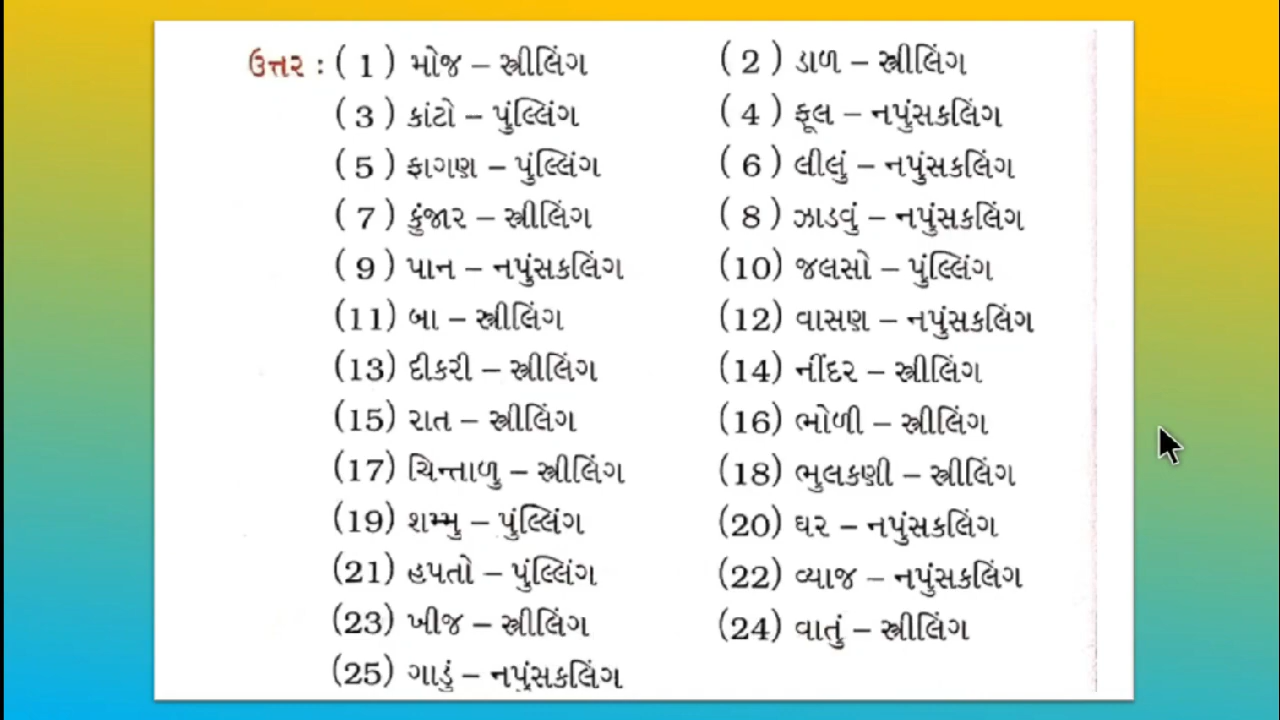 ઉત્તર : ( 1 ) મોજ – સ્ત્રીલિંગ ( 2 ) ડાળ – સ્ત્રીલિંગ
( 3 ) કાંટો – પુંલ્લિંગ ( 4 ) ફૂલ – નપુંસકલિંગ
( 5 ) ફાગણ – પુંલ્લિંગ ( 6 ) લીલું – નપુંસકલિંગ
( 7 ) કુંજાર – સ્ત્રીલિંગ ( 8 ) ઝાડવું – નપુંસકલિંગ
( 9 ) પાન – નપુંસકલિંગ (10) જલસો – પુંલ્લિંગ
(11) બા – સ્ત્રીલિંગ (12) વાસણ – નપુંસકલિંગ
(13) દીકરી – સ્ત્રીલિંગ (14) નીંદર – સ્ત્રીલિંગ
(15) રાત – સ્ત્રીલિંગ (16) ભોળી – સ્ત્રીલિંગ
(17) ચિન્તાળુ – સ્ત્રીલિંગ (18) ભુલકણી – સ્ત્રીલિંગ
(19) શમ્મુ – પુંલ્લિંગ (20) ઘર – નપુંસકલિંગ
(21) હપતો – પુંલ્લિંગ (22) વ્યાજ – નપુંસકલિંગ
(23) ખીજ – સ્ત્રીલિંગ (24) વાતું – સ્ત્રીલિંગ
(25) ગાડું – નપુંસકલિંગ